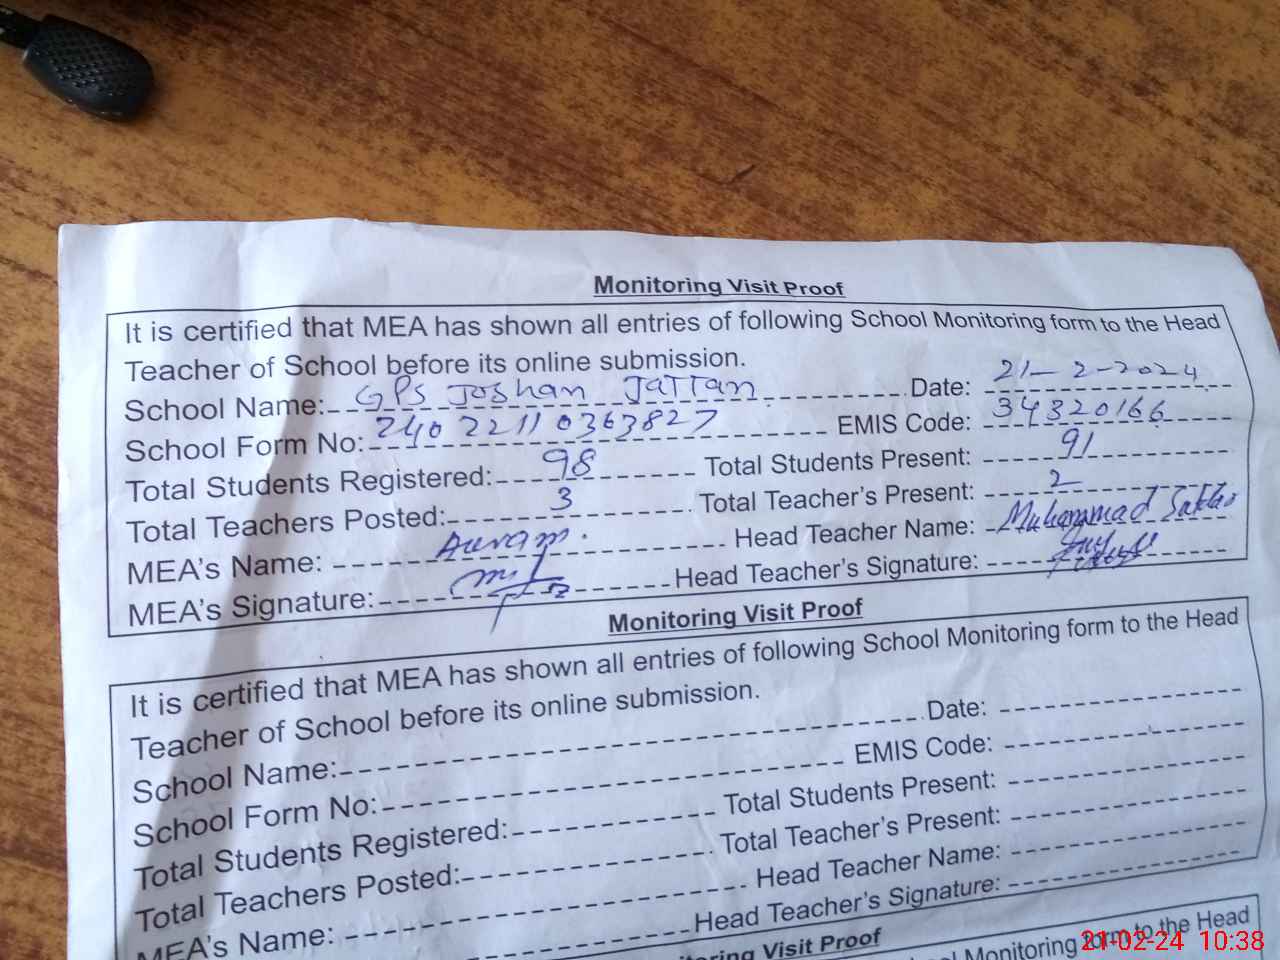 Monitoring Visit Proof
It is certified that MEA has shown all entries of following School Monitoring form to the Head
Teacher of School before its online submission.
School Name: GPS Joshan Jattan Date: 21-2-2024
School Form No: 2402211 0363827 EMIS Code: 34320166
Total Students Registered: 98 Total Students Present: 91
Total Teachers Posted: 3 Total Teacher's Present: 2
MEA's Name: Head Teacher Name: Muhammad
MEA's Signature: Head Teacher's Signature:
Monitoring Visit Proof
It is certified that MEA has shown all entries of following School Monitoring form to the Head
Teacher of School before its online submission.
School Name: Date:
School Form No: EMIS Code:
Total Students Registered: Total Students Present:
Total Teachers Posted: Total Teacher's Present:
MEA's Name: Head Teacher Name:
Head Teacher's Signature:
Monitoring Visit Proof
Monitoring form to the Head
21-02-24 10:38